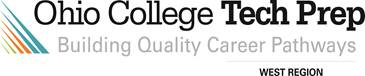 Ohio College Tech Prep
Building Quality Career Pathways
WEST REGION